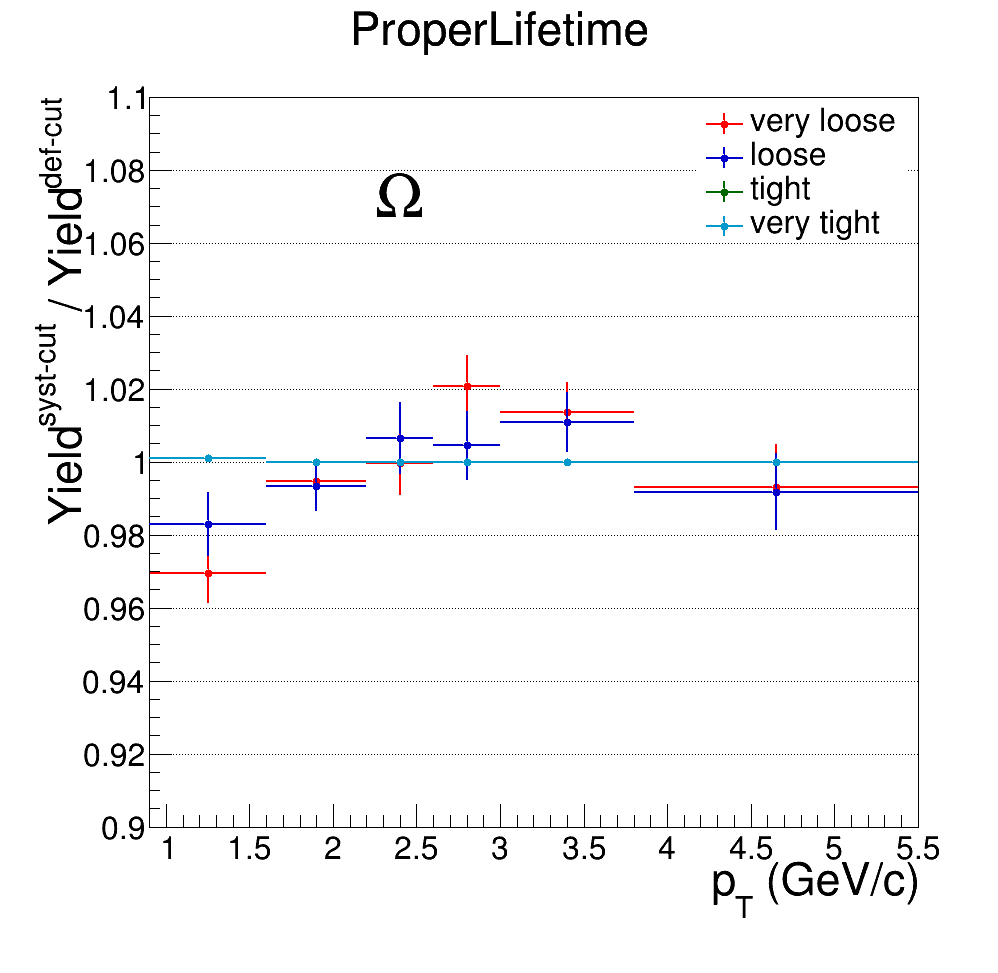 ProperLifetime
Yield^syst-cut / Yield^def-cut
1.1
1.08
1.06
1.04
1.02
1
0.98
0.96
0.94
0.92
0.9
Ω
very loose
loose
tight
very tight
1 1.5 2 2.5 3 3.5 4 4.5 5 5.5
p_T (GeV/c)